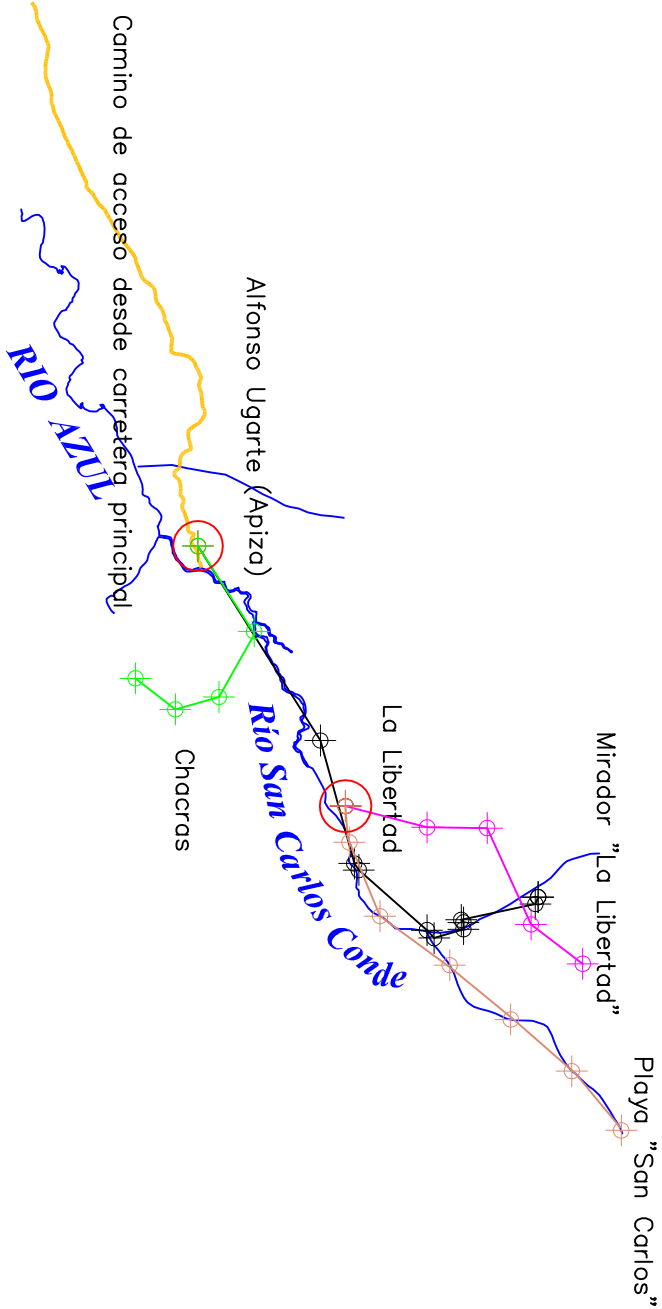 Camino de acceso desde carretera principal
RIO AZUL
Alfonso Ugarte (Apiza)
Chacras
Río San Carlos Conde
La Libertad
Mirador "La Libertad"
Playa "San Carlos"